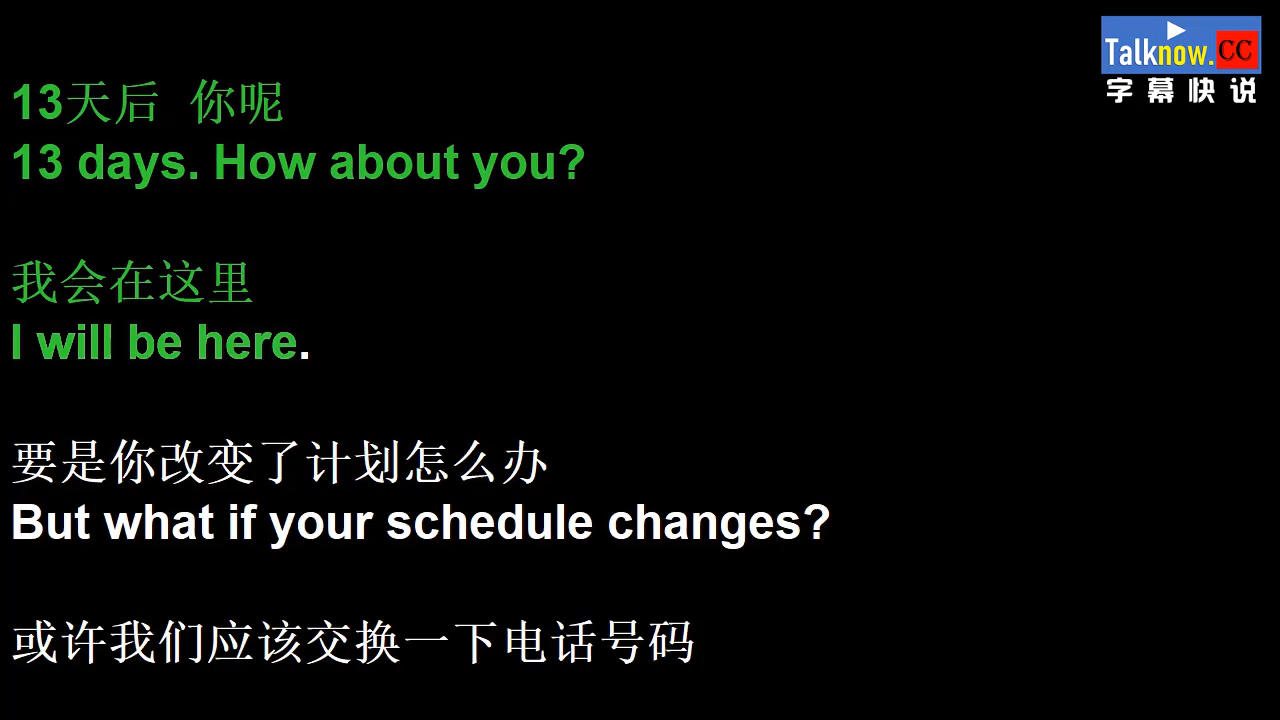 Talknow.CC
字幕快说
13天后 你呢
13 days. How about you?
我会在这里
I will be here.
要是你改变了计划怎么办
But what if your schedule changes?
或许我们应该交换一下电话号码